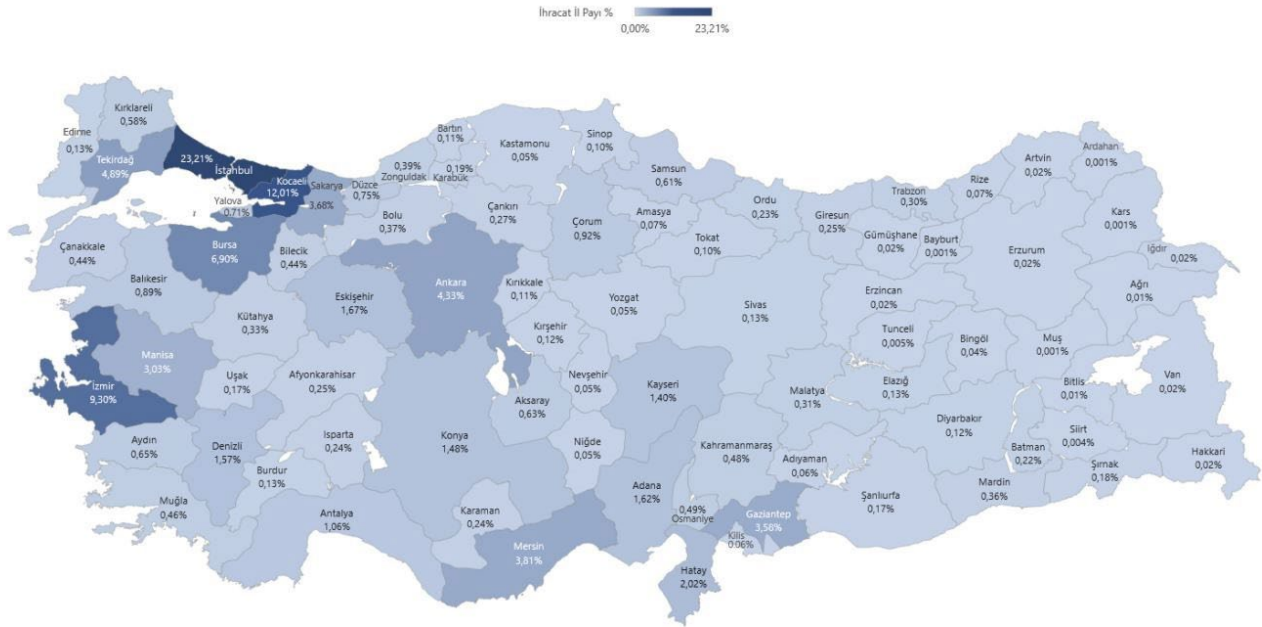 İhracat İl Payı %
0,00%
23,21%
Kırklareli
0,58%
Edirne
0,13%
Tekirdağ
4,89%
23,21%
İstanbul
Kocaeli
12,01%
Yalova
0.71%
Sakarya
3,68%
Düzce
0,75%
0,39%
Zonguldak
Bartın
0,11%
0,19%
Karabük
Kastamonu
0,05%
Sinop
0,10%
Samsun
0,61%
Ordu
0,23%
Giresun
0,25%
Trabzon
0,30%
Rize
0,07%
Artvin
0,02%
Ardahan
0,001%
Kars
0,001%
Iğdır
0,02%
Çanakkale
0,44%
Balıkesir
0,89%
Bursa
6,90%
Bilecik
0,44%
Bolu
0,37%
Çankırı
0,27%
Çorum
0,92%
Amasya
0,07%
Tokat
0,10%
Gümüşhane
0,02%
Bayburt
0,001%
Erzurum
0,02%
Ağrı
0,01%
Kütahya
0,33%
Eskişehir
1,67%
Ankara
4,33%
Kırıkkale
0,11%
Yozgat
0,05%
Sivas
0,13%
Erzincan
0,02%
Tunceli
0,005%
Bingöl
0,04%
Muş
0,001%
Manisa
3,03%
İzmir
9,30%
Uşak
0,17%
Afyonkarahisar
0,25%
Kırşehir
0,12%
Nevşehir
0,05%
Aksaray
0,63%
Kayseri
1,40%
Malatya
0,31%
Elazığ
0,13%
Bitlis
0,01%
Van
0,02%
Aydın
0,65%
Denizli
1,57%
Isparta
0,24%
Burdur
0,13%
Konya
1,48%
Niğde
0,05%
Kahramanmaraş
0,48%
Adıyaman
0,06%
Diyarbakır
0,12%
Batman
0,22%
Siirt
0,004%
Şırnak
0,18%
Hakkari
0,02%
Muğla
0,46%
Antalya
1,06%
Karaman
0,24%
Mersin
3,81%
Adana
1,62%
0,49%
Osmaniye
Gaziantep
3,58%
Kilis
0.06%
Şanlıurfa
0,17%
Mardin
0,36%
Hatay
2,02%